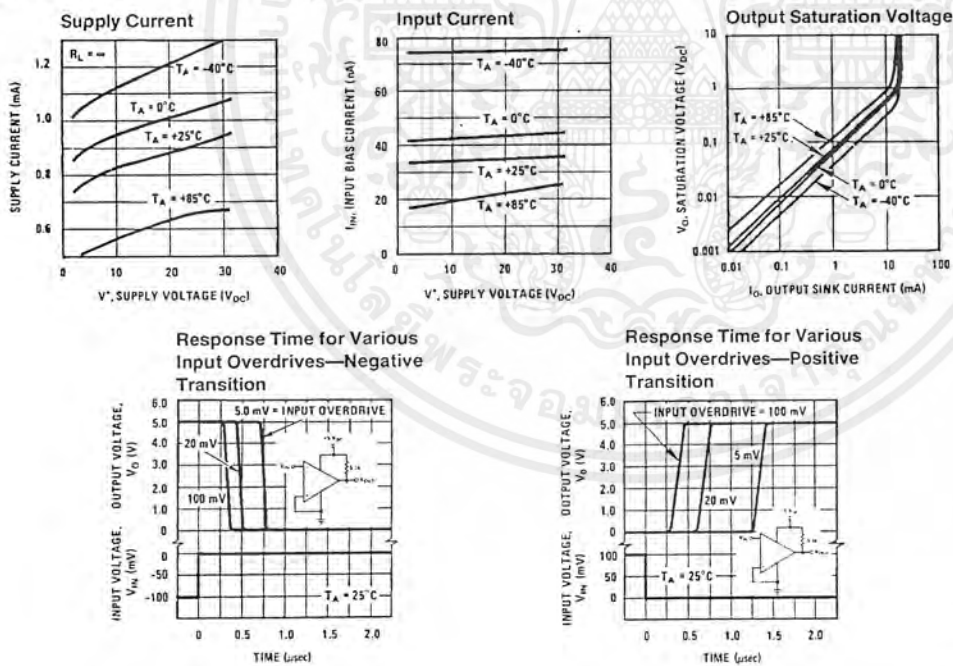 Supply Current
SUPPLY CURRENT (mA)
1.2
1.0
0.8
0.6
R_L = ∞
T_A = -40°C
T_A = 0°C
T_A = +25°C
T_A = +85°C
0 10 20 30 40
V⁺, SUPPLY VOLTAGE (V_DC)
Input Current
I_IN, INPUT BIAS CURRENT (nA)
80
60
40
20
0
T_A = -40°C
T_A = 0°C
T_A = +25°C
T_A = +85°C
0 10 20 30 40
V⁺, SUPPLY VOLTAGE (V_DC)
Output Saturation Voltage
V_O, SATURATION VOLTAGE (V_DC)
10
1
0.1
0.01
0.001
T_A = +85°C
T_A = +25°C
T_A = 0°C
T_A = -40°C
0.01 0.1 1 10 100
I_O, OUTPUT SINK CURRENT (mA)
Response Time for Various
Input Overdrives—Negative
Transition
OUTPUT VOLTAGE,
V_O (V)
6.0
5.0
4.0
3.0
2.0
1.0
0
5.0 mV = INPUT OVERDRIVE
20 mV
100 mV
INPUT VOLTAGE,
V_IN (mV)
0
-50
-100
T_A = 25°C
0 0.5 1.0 1.5 2.0
TIME (µsec)
Response Time for Various
Input Overdrives—Positive
Transition
OUTPUT VOLTAGE,
V_O (V)
6.0
5.0
4.0
3.0
2.0
1.0
0
INPUT OVERDRIVE = 100 mV
5 mV
20 mV
INPUT VOLTAGE,
V_IN (mV)
100
50
0
T_A = 25°C
0 0.5 1.0 1.5 2.0
TIME (µsec)